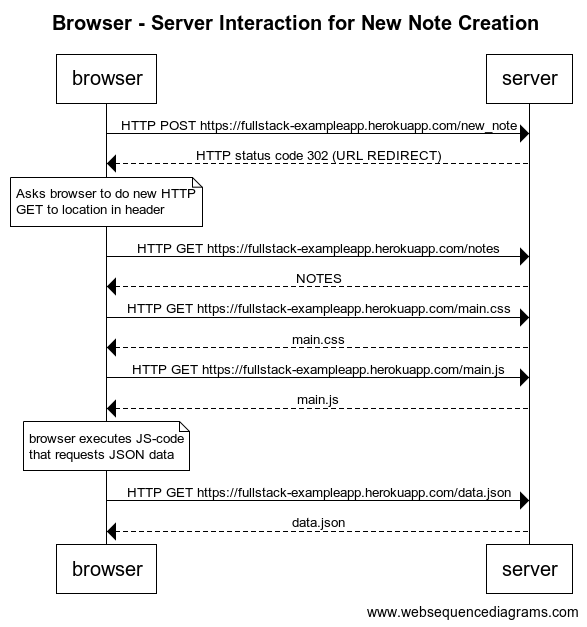 Browser - Server Interaction for New Note Creation
browser
server
HTTP POST https://fullstack-exampleapp.herokuapp.com/new_note
HTTP status code 302 (URL REDIRECT)
Asks browser to do new HTTP
GET to location in header
HTTP GET https://fullstack-exampleapp.herokuapp.com/notes
NOTES
HTTP GET https://fullstack-exampleapp.herokuapp.com/main.css
main.css
HTTP GET https://fullstack-exampleapp.herokuapp.com/main.js
main.js
browser executes JS-code
that requests JSON data
HTTP GET https://fullstack-exampleapp.herokuapp.com/data.json
data.json
browser
server
www.websequencediagrams.com